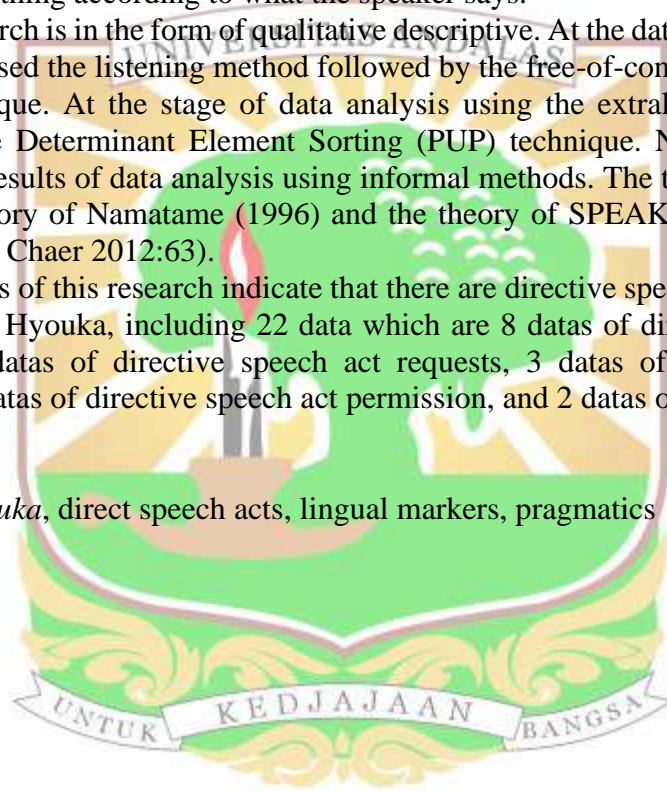 thing according to what the speaker says.
rch is in the form of qualitative descriptive. At the dat
UNIVERSITAS ANDALAS
sed the listening method followed by the free-of-con
que. At the stage of data analysis using the extral
Determinant Element Sorting (PUP) technique. N
esults of data analysis using informal methods. The t
ory of Namatame (1996) and the theory of SPEAK
Chaer 2012:63).
s of this research indicate that there are directive spe
Hyouka, including 22 data which are 8 datas of di
datas of directive speech act requests, 3 datas of
atas of directive speech act permission, and 2 datas o
uka, direct speech acts, lingual markers, pragmatics
UNTUK KEDJAJAAN BANGSA